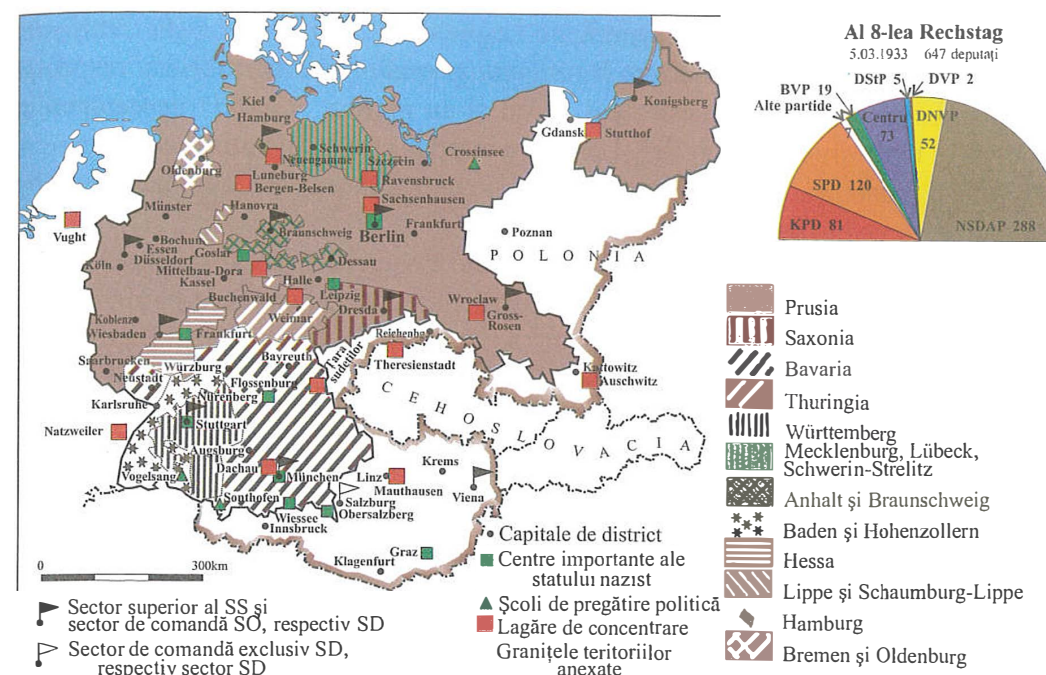 Al 8-lea Rechstag
5.03.1933 647 deputați
DStP 5
DVP 2
BVP 19
Alte partide
7
Centru
73
DNVP
52
SPD 120
KPD 81
NSDAP 288
Kiel
Hamburg
Konigsberg
Gdansk
Stutthof
Schwerin
Szczecin
Crossinsee
Oldenburg
Neuengamme
Luneburg
Bergen-Belsen
Ravensbruck
Sachsenhausen
Münster
Hanovra
Braunschweig
Berlin
Frankfurt
Poznan
POLONIA
Vught
Bochum
Essen
Düsseldorf
Köln
Goslar
Mittelbau-Dora
Kassel
Dessau
Halle
Leipzig
Buchenwald
Weimar
Dresda
Wroclaw
Gross-
Rosen
Koblenz
Wiesbaden
Frankfurt
Reichenba
Saarbrucken
Neustadt
Würzburg
Bayreuth
Țara
sudeților
Theresienstadt
Kattowitz
Auschwitz
Karlsruhe
Flossenburg
Nürenberg
CEHOSLOVACIA
Natzweiler
Stuttgart
Augsburg
Vogelsang
Dachau
München
Linz
Krems
Mauthausen
Viena
Sonthofen
Salzburg
Wiessee
Obersalzberg
Innsbruck
Klagenfurt
Graz
0 300km
Sector superior al SS și
sector de comandă SO, respectiv SD
Sector de comandă exclusiv SD,
respectiv sector SD
Capitale de district
Centre importante ale
statului nazist
Școli de pregătire politică
Lagăre de concentrare
Granițele teritoriilor
anexate
Prusia
Saxonia
Bavaria
Thuringia
Württemberg
Mecklenburg, Lübeck,
Schwerin-Strelitz
Anhalt și Braunschweig
Baden și Hohenzollern
Hessa
Lippe și Schaumburg-Lippe
Hamburg
Bremen și Oldenburg